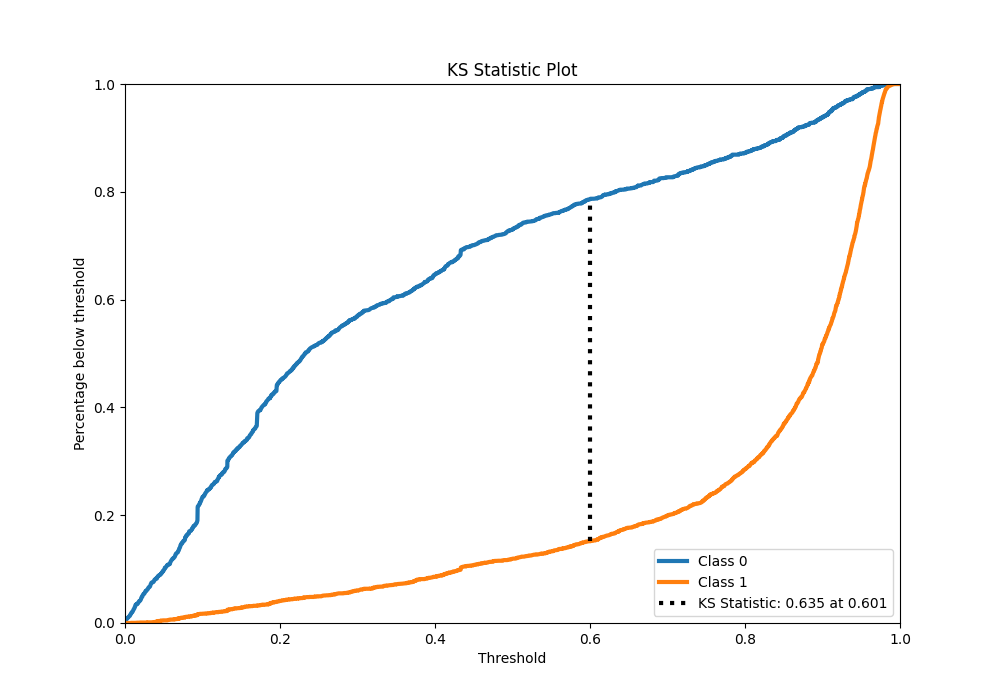 KS Statistic Plot
1.0
0.8
0.6
0.4
0.2
0.0
Percentage below threshold
0.0 0.2 0.4 0.6 0.8 1.0
Threshold
Class 0
Class 1
KS Statistic: 0.635 at 0.601